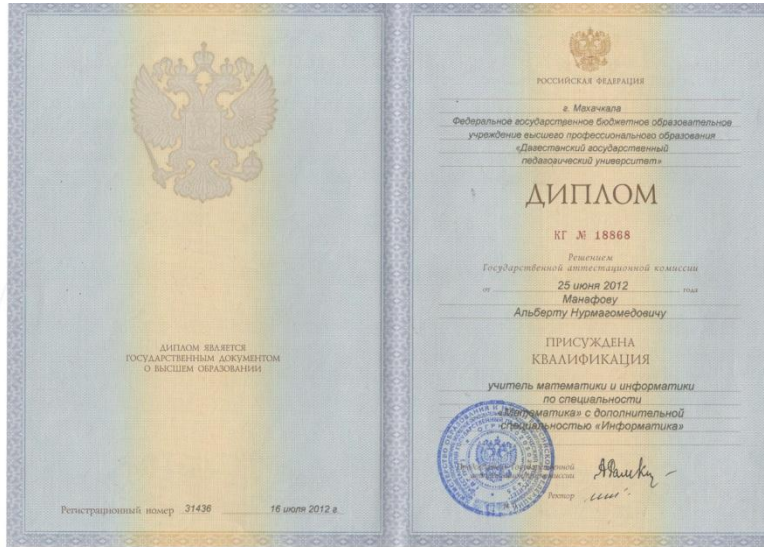 ДИПЛОМ ЯВЛЯЕТСЯ
ГОСУДАРСТВЕННЫМ ДОКУМЕНТОМ
О ВЫСШЕМ ОБРАЗОВАНИИ
Регистрационный номер 31436 16 июля 2012 г.
РОССИЙСКАЯ ФЕДЕРАЦИЯ
г. Махачкала
Федеральное государственное бюджетное образовательное
учреждение высшего профессионального образования
«Дагестанский государственный
педагогический университет»
ДИПЛОМ
КГ № 18868
Решением
Государственной аттестационной комиссии
от 25 июня 2012 года
Манафову
Альберту Нурмагомедовичу
ПРИСУЖДЕНА
КВАЛИФИКАЦИЯ
учитель математики и информатики
по специальности
«Математика» с дополнительной
специальностью «Информатика»
Ректор